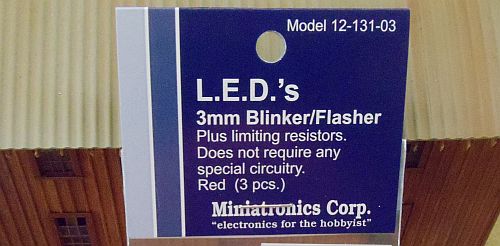 Model 12-131-03
L.E.D.'s
3mm Blinker/Flasher
Plus limiting resistors.
Does not require any
special circuitry.
Red (3 pcs.)
Miniatronics Corp.
"electronics for the hobbyist"